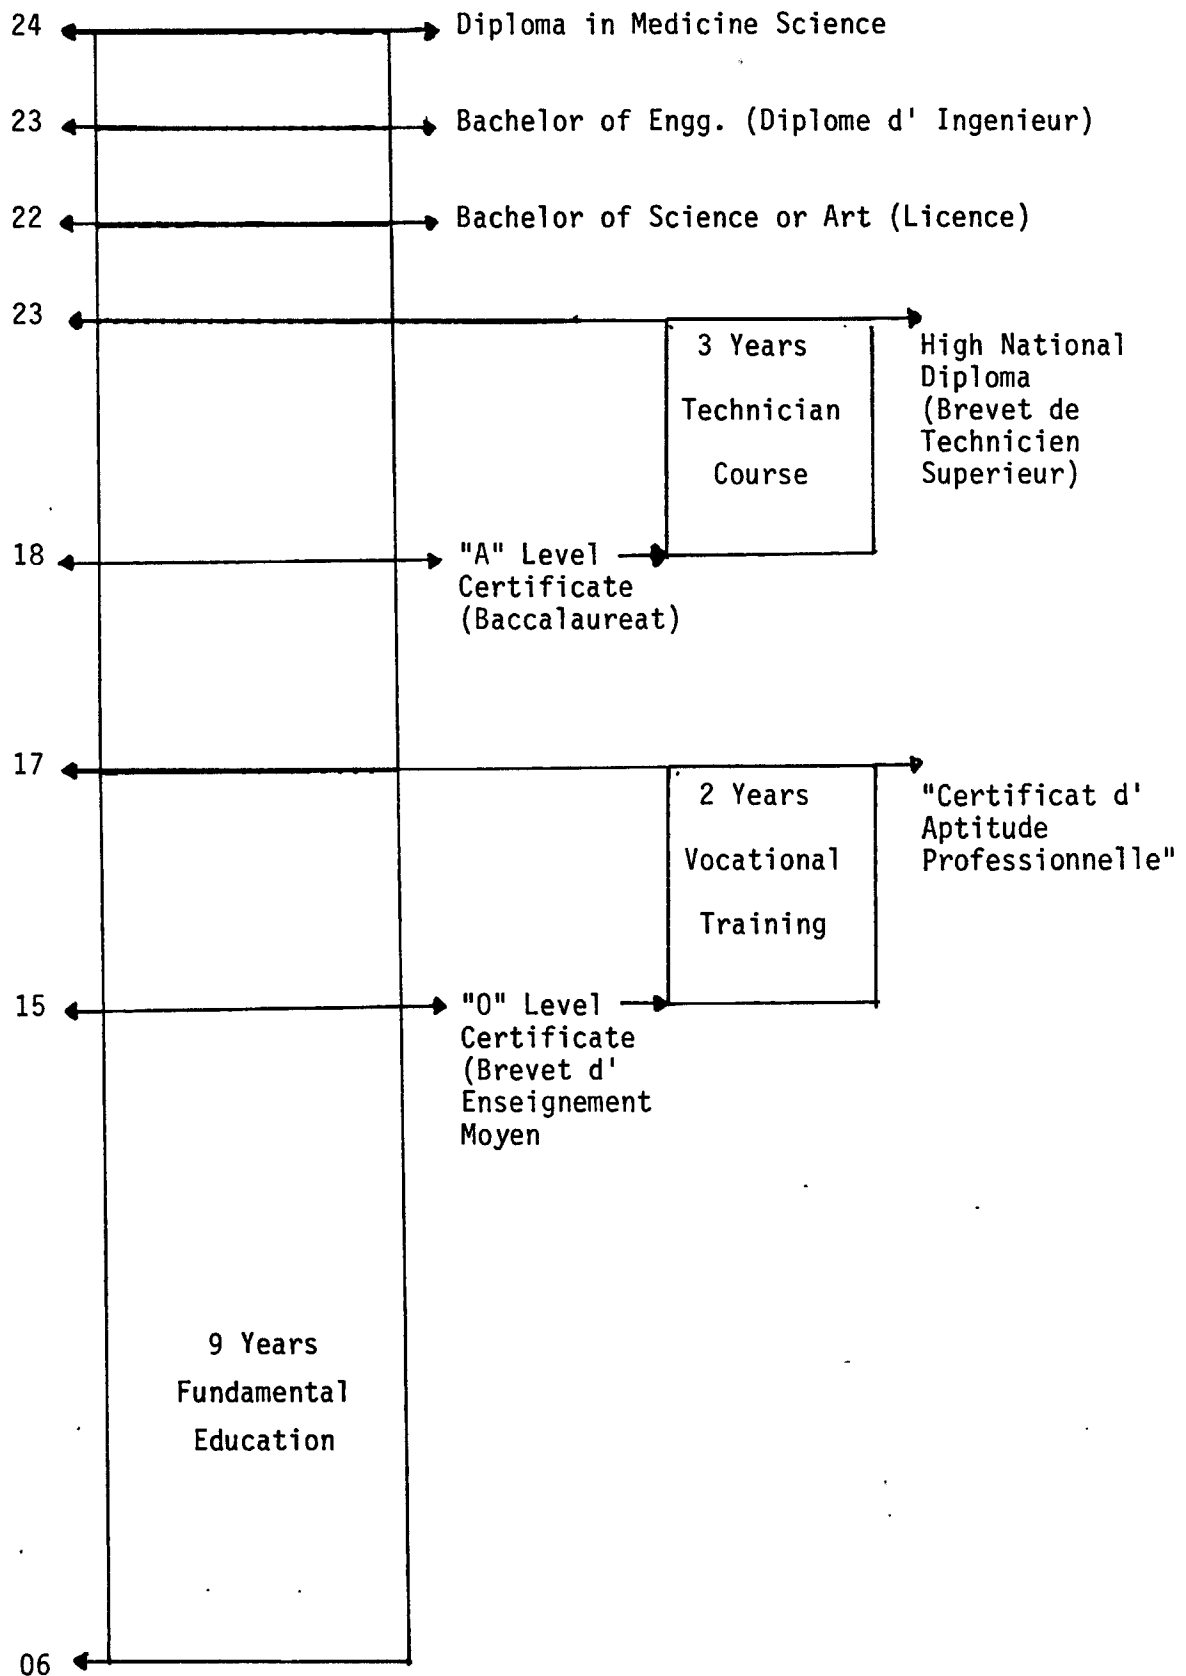 24 Diploma in Medicine Science
23 Bachelor of Engg. (Diplome d' Ingenieur)
22 Bachelor of Science or Art (Licence)
23
3 Years
Technician
Course
High National
Diploma
(Brevet de
Technicien
Superieur)
18 "A" Level
Certificate
(Baccalaureat)
17
2 Years
Vocational
Training
"Certificat d'
Aptitude
Professionnelle"
15 "O" Level
Certificate
(Brevet d'
Enseignement
Moyen
9 Years
Fundamental
Education
06